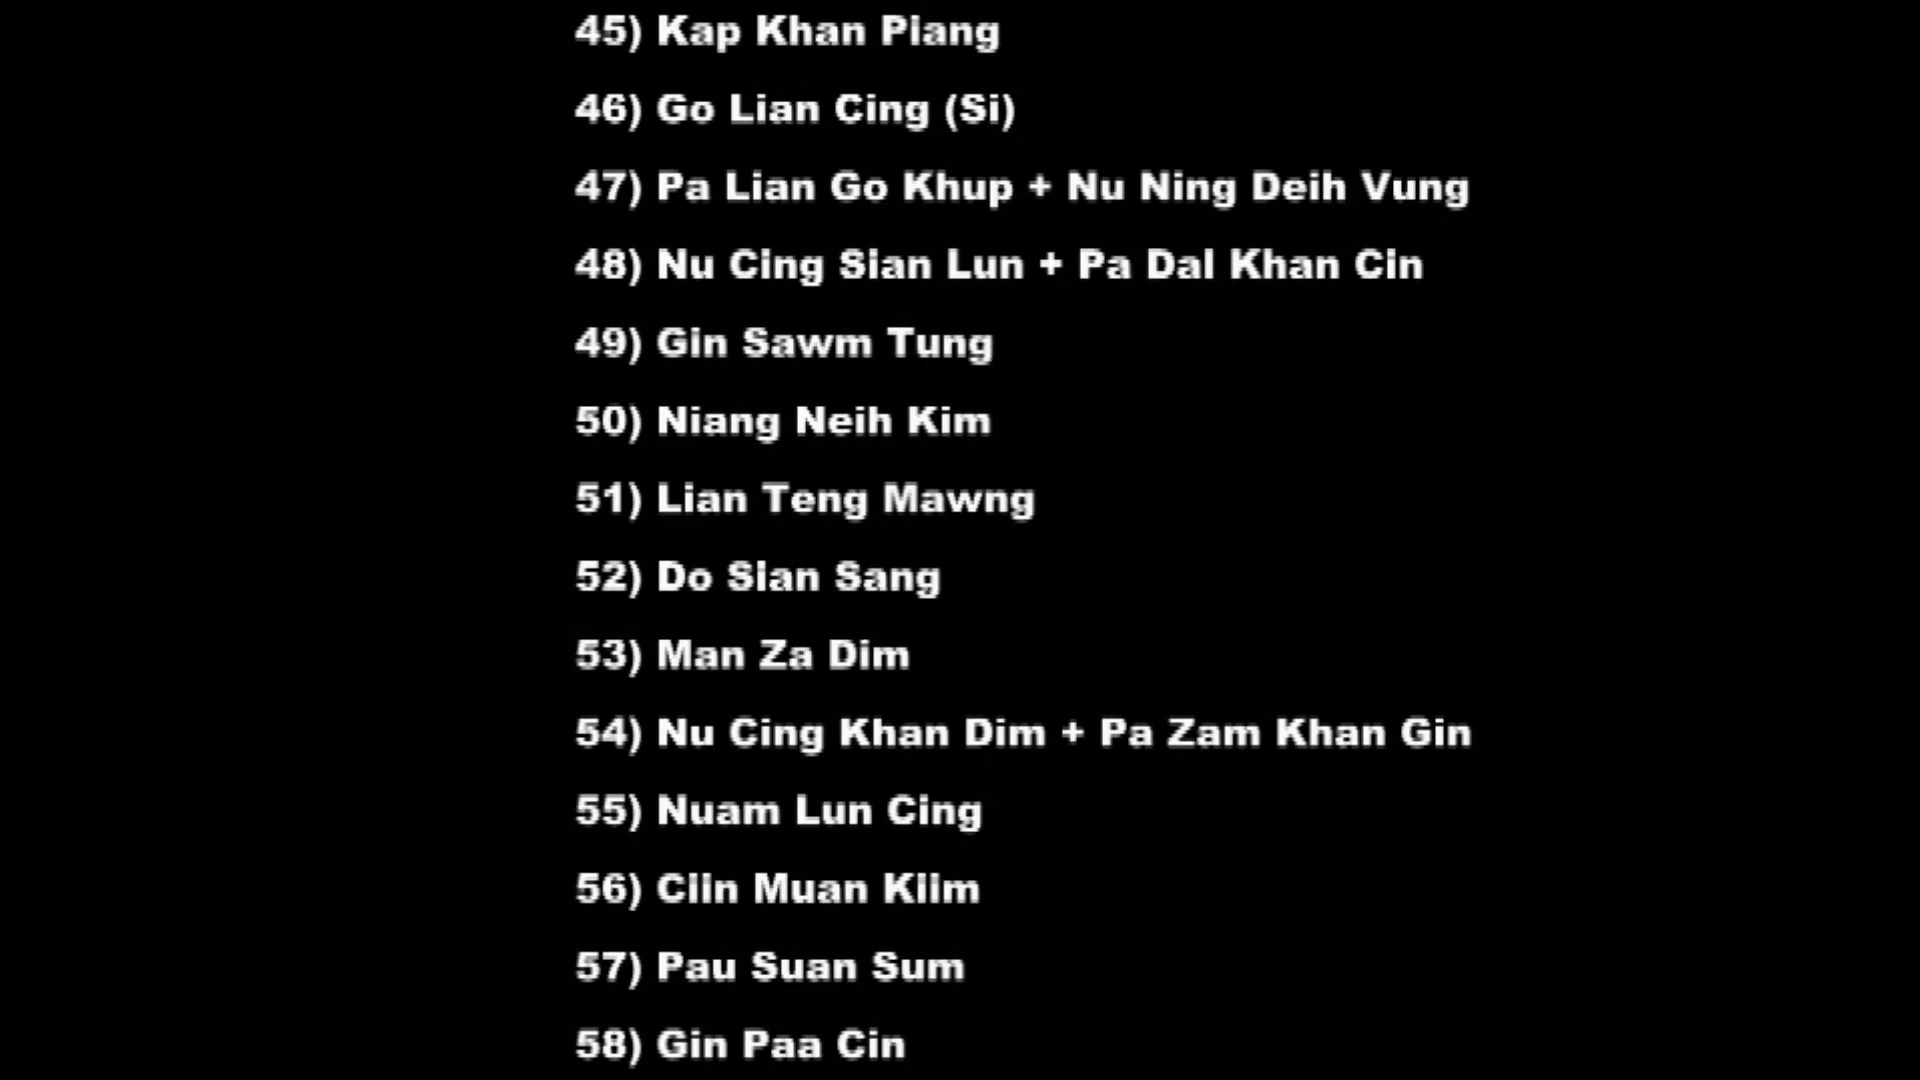 45) Kap Khan Piang
46) Go Lian Cing (Si)
47) Pa Lian Go Khup + Nu Ning Deih Vung
48) Nu Cing Sian Lun + Pa Dal Khan Cin
49) Gin Sawm Tung
50) Niang Neih Kim
51) Lian Teng Mawng
52) Do Sian Sang
53) Man Za Dim
54) Nu Cing Khan Dim + Pa Zam Khan Gin
55) Nuam Lun Cing
56) Ciin Muan Kiim
57) Pau Suan Sum
58) Gin Paa Cin